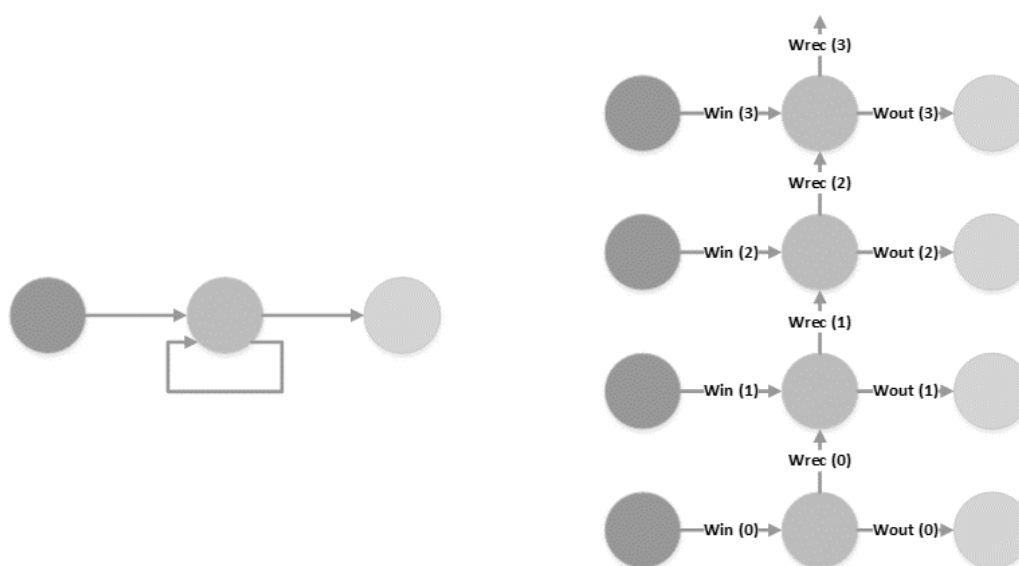 Wrec (3)
Win (3) Wout (3)
Wrec (2)
Win (2) Wout (2)
Wrec (1)
Win (1) Wout (1)
Wrec (0)
Win (0) Wout (0)